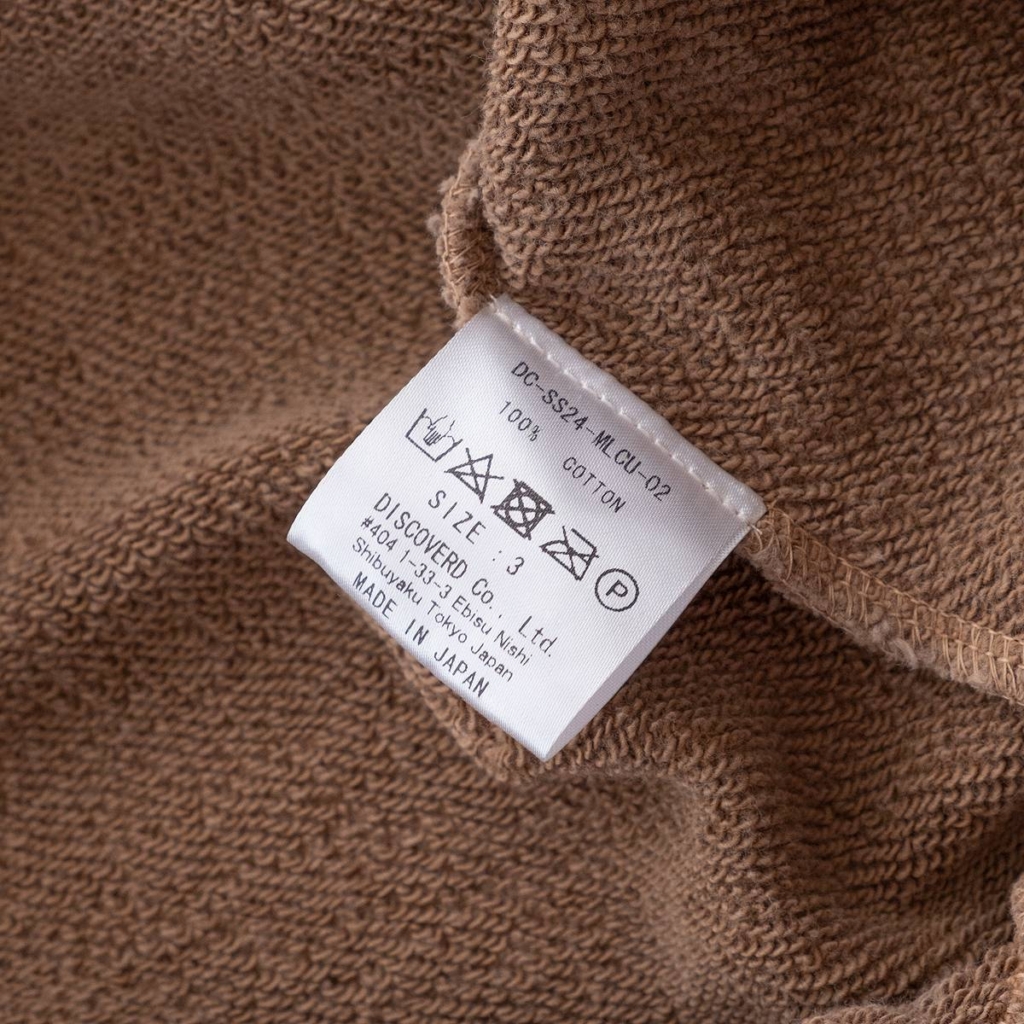 DC-SS24-MLCU-02
100% COTTON
P
SIZE : 3
DISCOVERD Co., Ltd.
#404 1-33-3 Ebisu Nishi
Shibuyaku Tokyo Japan
MADE IN JAPAN